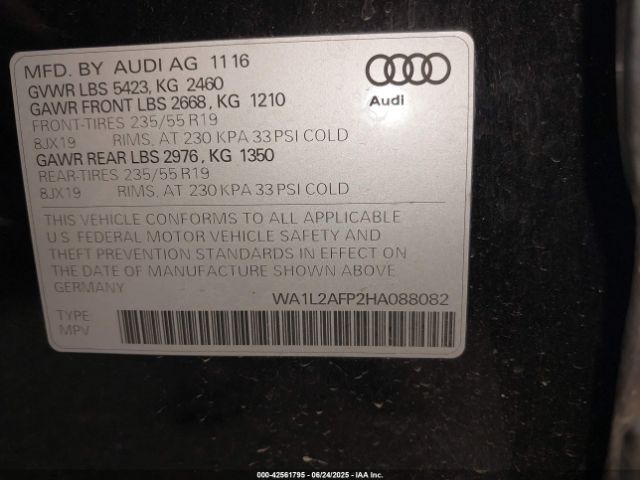 MFD. BY AUDI AG 11 16
GVWR LBS 5423, KG 2460
GAWR FRONT LBS 2668, KG 1210
FRONT-TIRES 235/55 R19
8JX19 RIMS, AT 230 KPA 33 PSI COLD
GAWR REAR LBS 2976, KG 1350
REAR-TIRES 235/55 R19
8JX19 RIMS, AT 230 KPA 33 PSI COLD
Audi
THIS VEHICLE CONFORMS TO ALL APPLICABLE
U.S. FEDERAL MOTOR VEHICLE SAFETY AND
THEFT PREVENTION STANDARDS IN EFFECT ON
THE DATE OF MANUFACTURE SHOWN ABOVE
GERMANY
WA1L2AFP2HA088082
TYPE
MPV
000-42561795 - 06/24/2025 - IAA Inc.